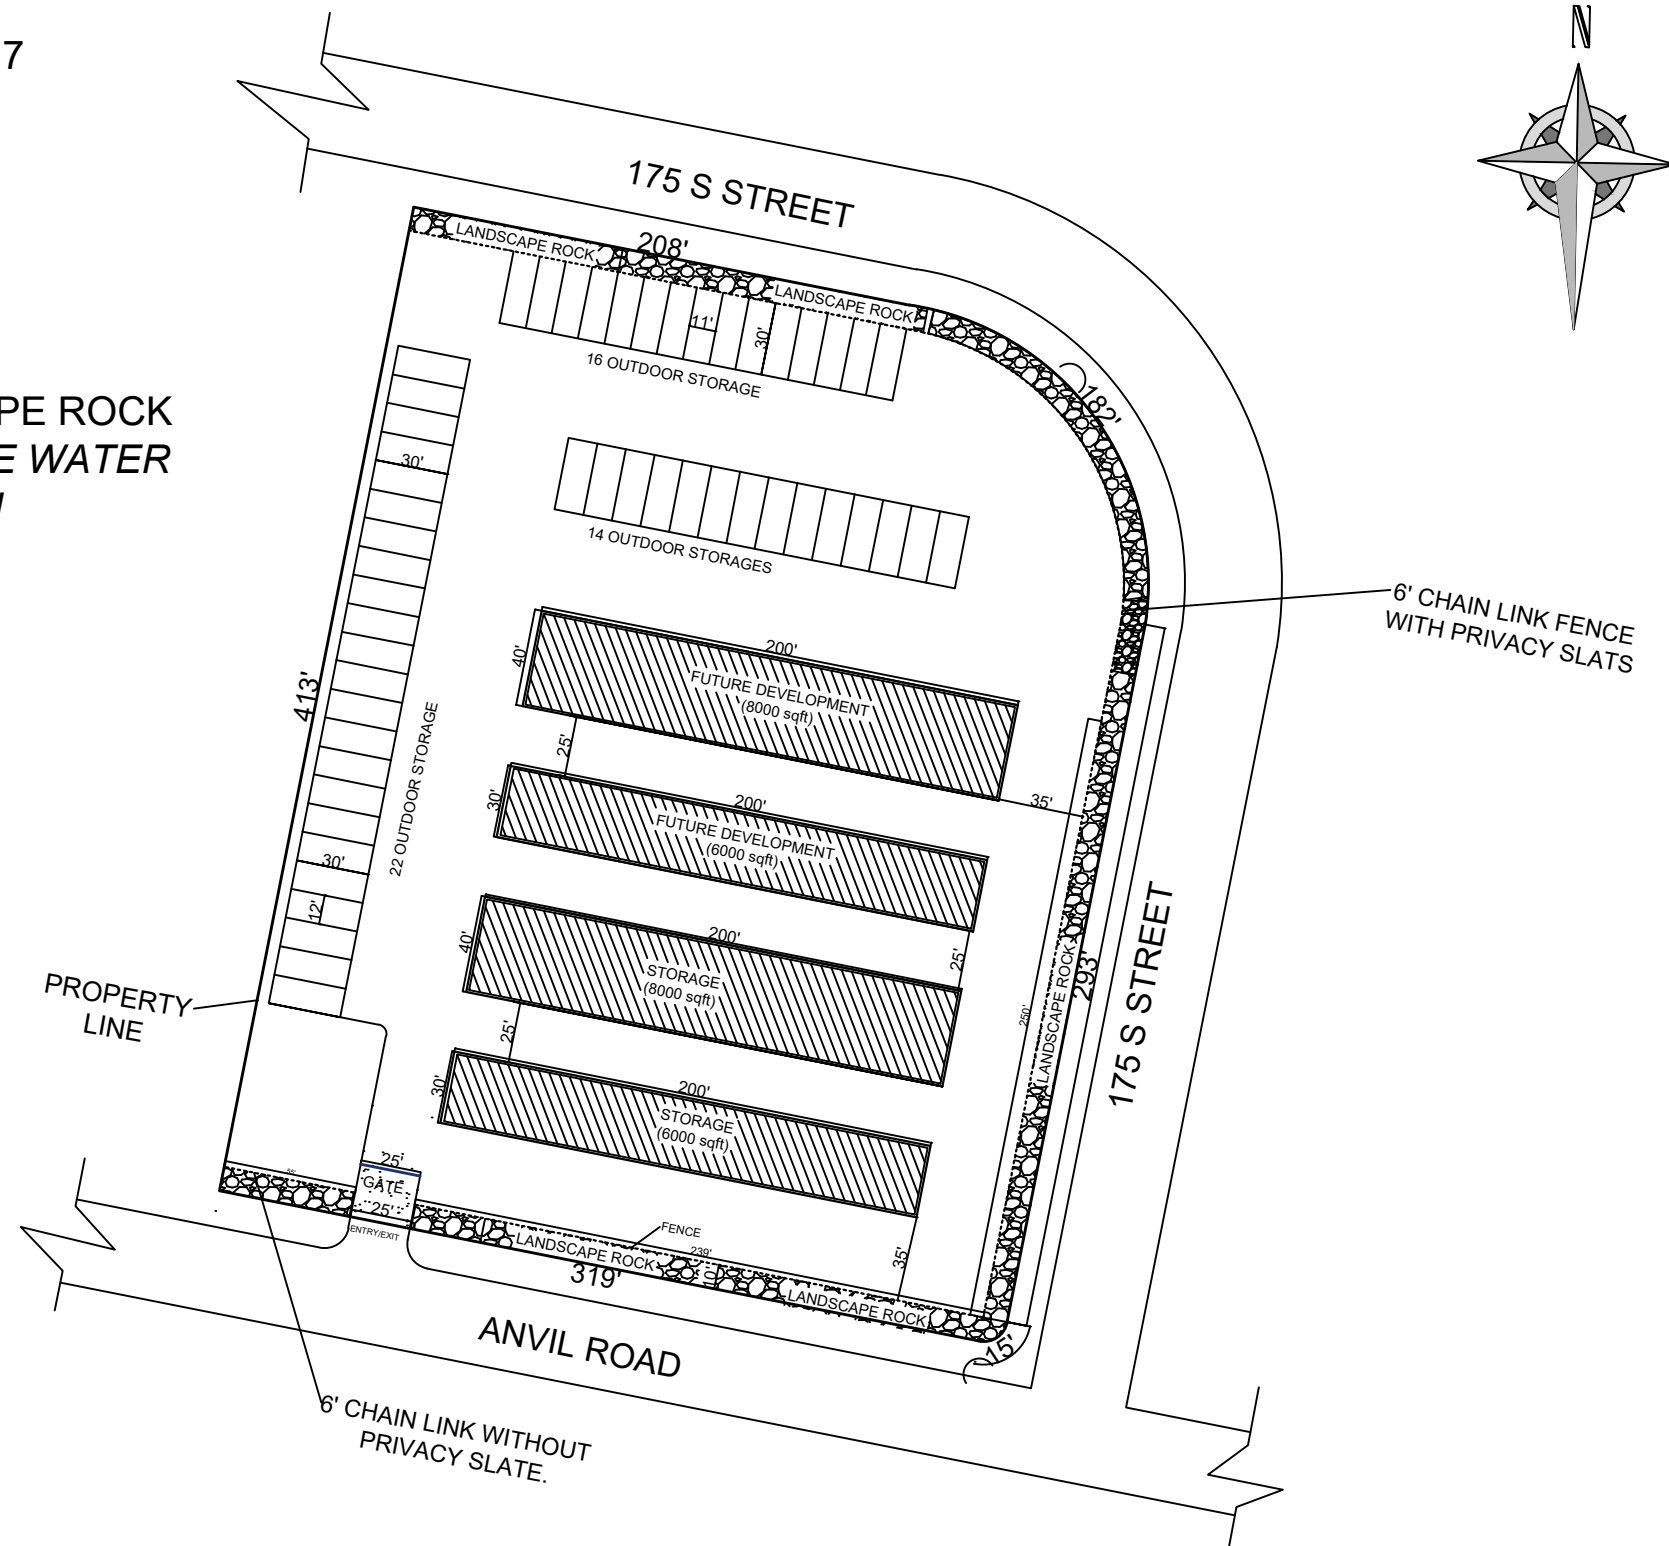 N
7
175 S STREET
LANDSCAPE ROCK
208'
LANDSCAPE ROCK
11'
30'
16 OUTDOOR STORAGE
182'
PE ROCK
E WATER
30'
14 OUTDOOR STORAGES
6' CHAIN LINK FENCE
WITH PRIVACY SLATS
200'
40'
FUTURE DEVELOPMENT
(8000 sqft)
413'
25'
22 OUTDOOR STORAGE
35'
200'
30'
FUTURE DEVELOPMENT
(6000 sqft)
30'
12'
200'
40'
25'
STORAGE
(8000 sqft)
293'
LANDSCAPE ROCK
250'
175 S STREET
PROPERTY
LINE
25'
200'
30'
STORAGE
(6000 sqft)
25'
GATE
25'
ENTRY/EXIT
FENCE
239'
35'
LANDSCAPE ROCK
10'
319'
LANDSCAPE ROCK
15'
ANVIL ROAD
6' CHAIN LINK WITHOUT
PRIVACY SLATE.